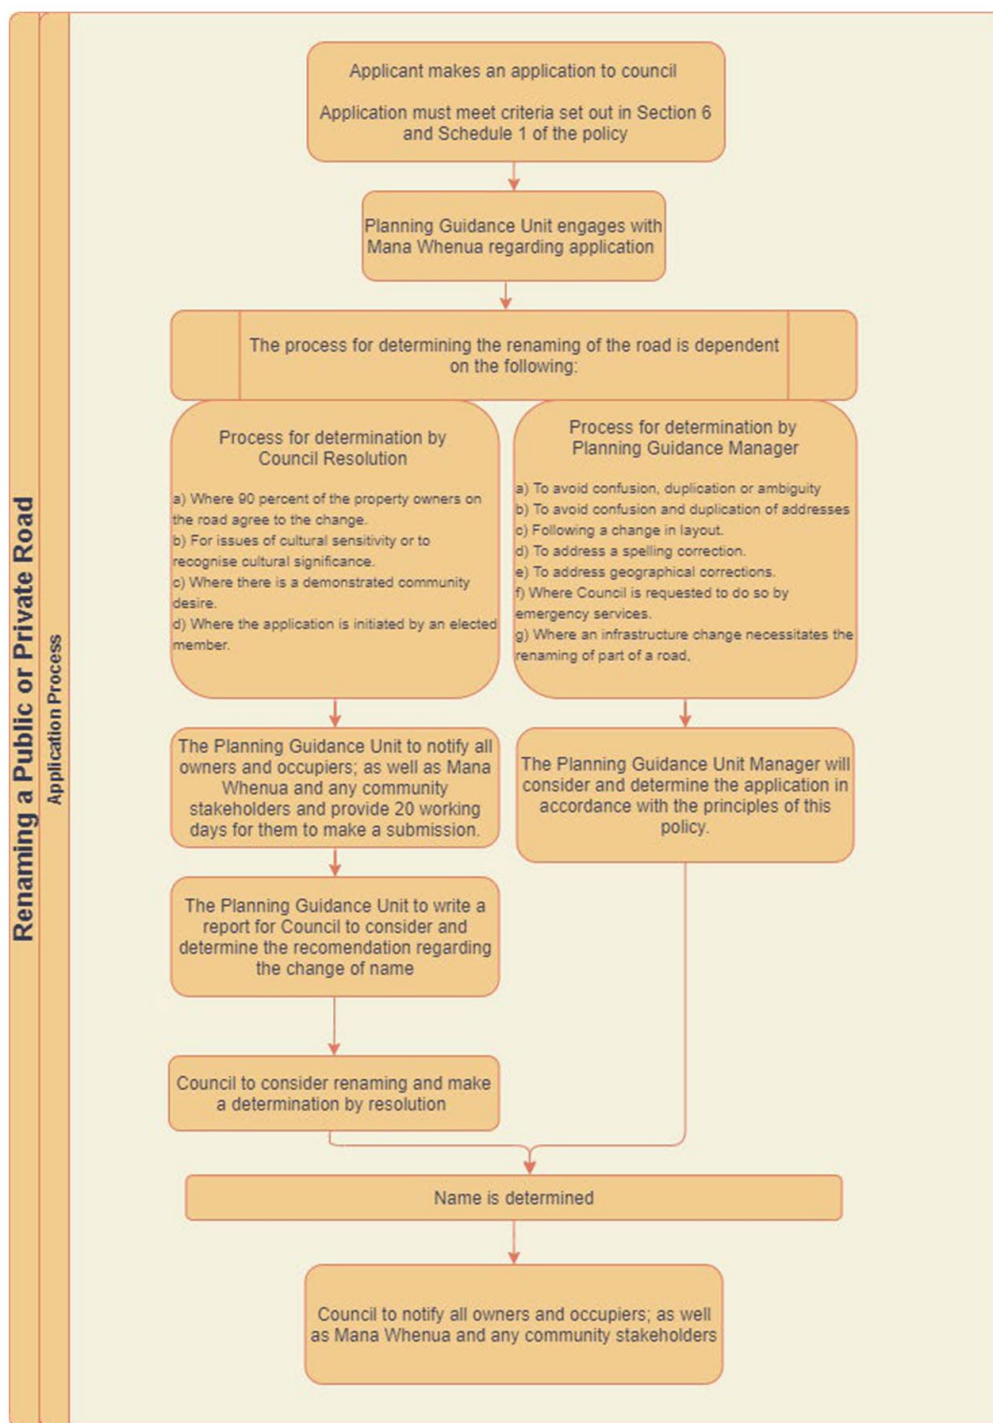 Renaming a Public or Private Road
Application Process
Applicant makes an application to council
Application must meet criteria set out in Section 6
and Schedule 1 of the policy
Planning Guidance Unit engages with
Mana Whenua regarding application
The process for determining the renaming of the road is dependent
on the following:
Process for determination by
Council Resolution
a) Where 90 percent of the property owners on
the road agree to the change.
b) For issues of cultural sensitivity or to
recognise cultural significance.
c) Where there is a demonstrated community
desire.
d) Where the application is initiated by an elected
member.
Process for determination by
Planning Guidance Manager
a) To avoid confusion, duplication or ambiguity
b) To avoid confusion and duplication of addresses
c) Following a change in layout.
d) To address a spelling correction.
e) To address geographical corrections.
f) Where Council is requested to do so by
emergency services.
g) Where an infrastructure change necessitates the
renaming of part of a road,
The Planning Guidance Unit to notify all
owners and occupiers; as well as Mana
Whenua and any community
stakeholders and provide 20 working
days for them to make a submission.
The Planning Guidance Unit Manager will
consider and determine the application in
accordance with the principles of this
policy.
The Planning Guidance Unit to write a
report for Council to consider and
determine the recomendation regarding
the change of name
Council to consider renaming and make
a determination by resolution
Name is determined
Council to notify all owners and occupiers; as well
as Mana Whenua and any community stakeholders